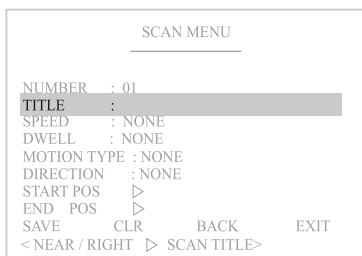 SCAN MENU
NUMBER : 01
TITLE :
SPEED : NONE
DWELL : NONE
MOTION TYPE : NONE
DIRECTION : NONE
START POS ▷
END POS ▷
SAVE CLR BACK EXIT
< NEAR / RIGHT ▷ SCAN TITLE>